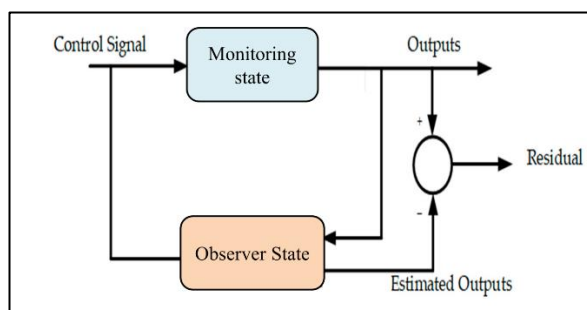 Control Signal
Monitoring
state
Outputs
+
Residual
-
Observer State
Estimated Outputs